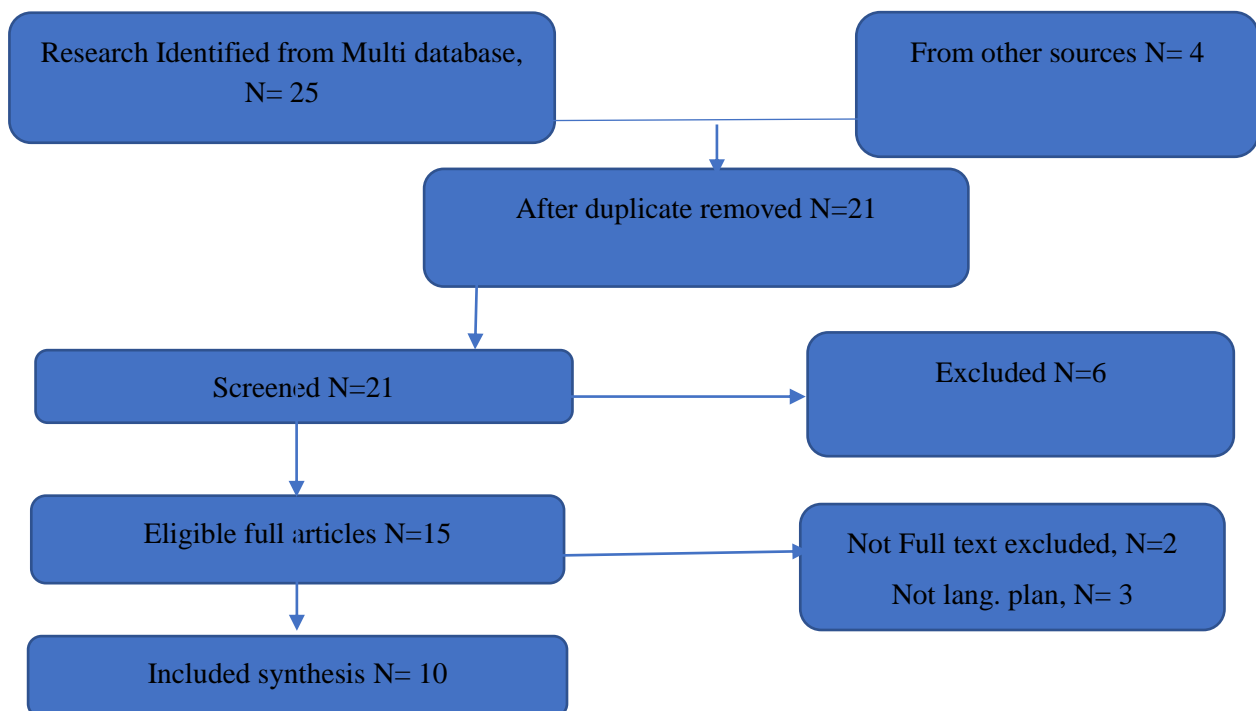 Research Identified from Multi database,
N= 25
From other sources N= 4
After duplicate removed N=21
Screened N=21
Excluded N=6
Eligible full articles N=15
Not Full text excluded, N=2
Not lang. plan, N= 3
Included synthesis N= 10